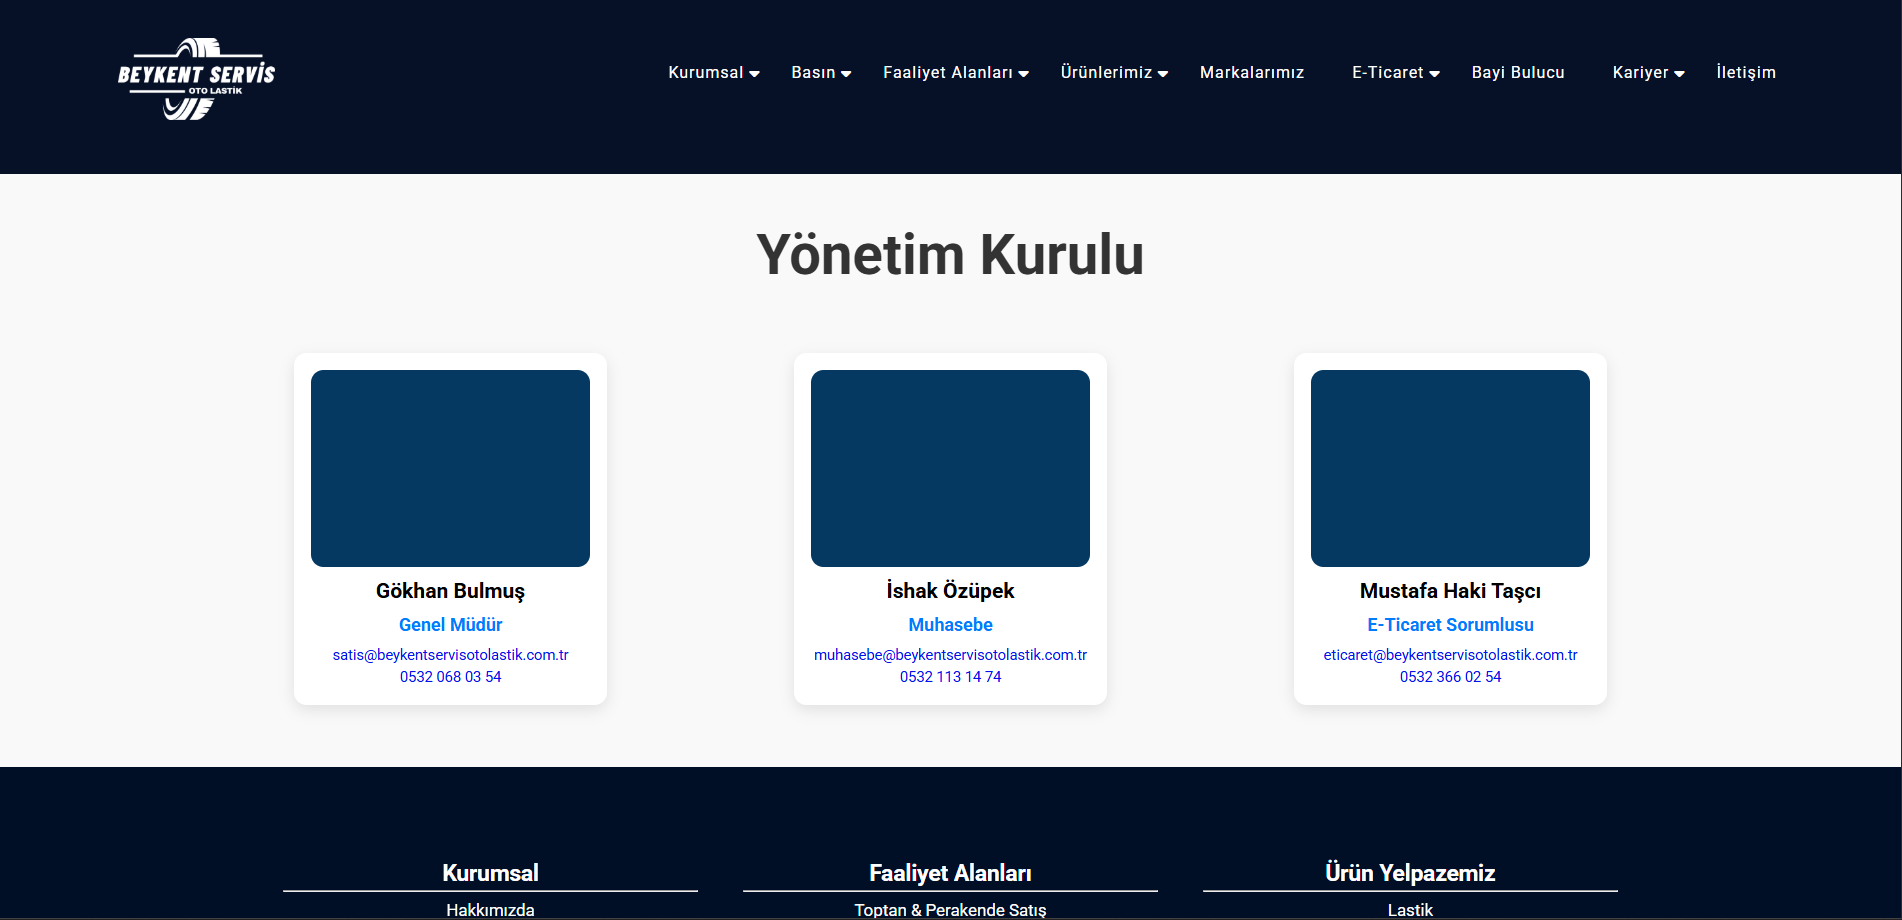 BEYKENT SERVİS
OTO LASTİK
Kurumsal Basın Faaliyet Alanları Ürünlerimiz Markalarımız E-Ticaret Bayi Bulucu Kariyer İletişim
Yönetim Kurulu
Gökhan Bulmuş
Genel Müdür
satis@beykentservisotolastik.com.tr
0532 068 03 54
İshak Özüpek
Muhasebe
muhasebe@beykentservisotolastik.com.tr
0532 113 14 74
Mustafa Haki Taşcı
E-Ticaret Sorumlusu
eticaret@beykentservisotolastik.com.tr
0532 366 02 54
Kurumsal
Hakkımızda
Faaliyet Alanları
Toptan & Perakende Satış
Ürün Yelpazemiz
Lastik